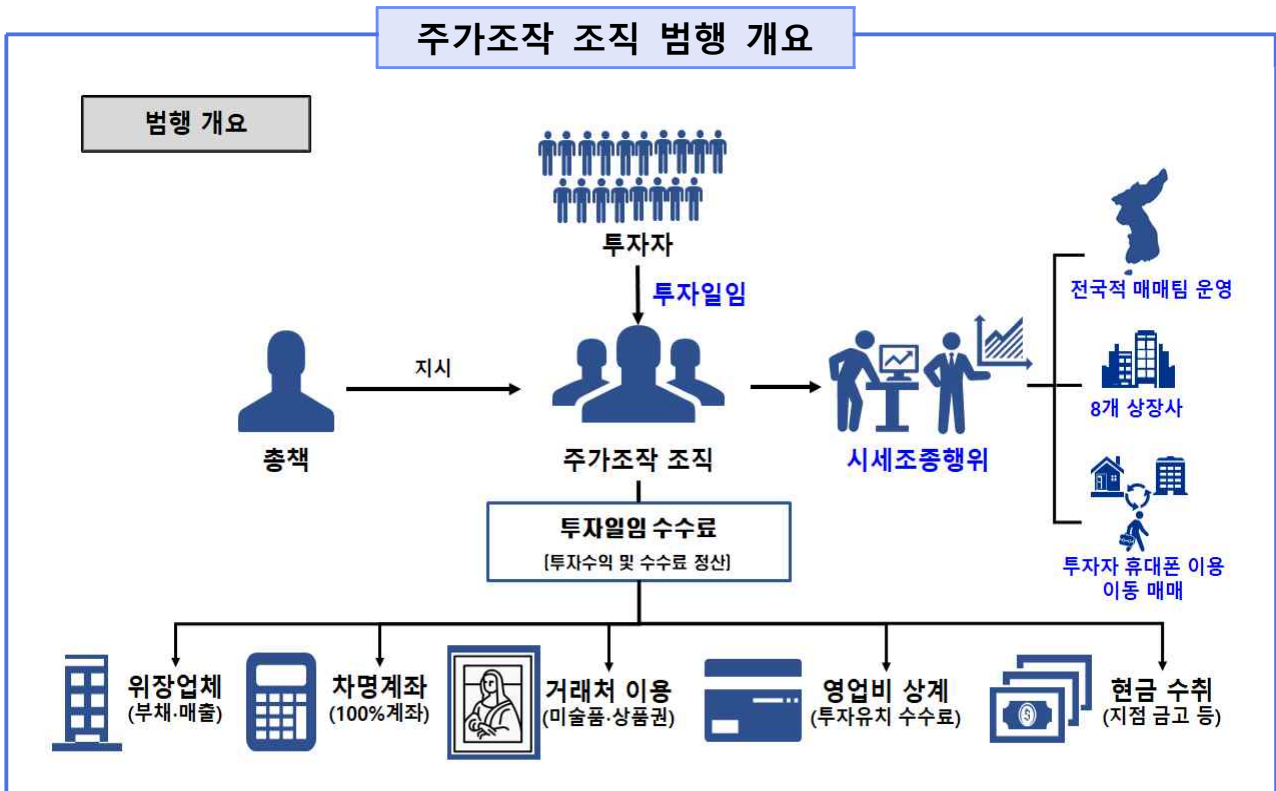 주가조작 조직 범행 개요
범행 개요
투자자
투자일임
전국적 매매팀 운영
지시
8개 상장사
총책
주가조작 조직
시세조종행위
투자일임 수수료
(투자수익 및 수수료 정산)
투자자 휴대폰 이용
이동 매매
위장업체
(부채·매출)
차명계좌
(100%계좌)
거래처 이용
(미술품·상품권)
영업비 상계
(투자유치 수수료)
현금 수취
(지점 금고 등)